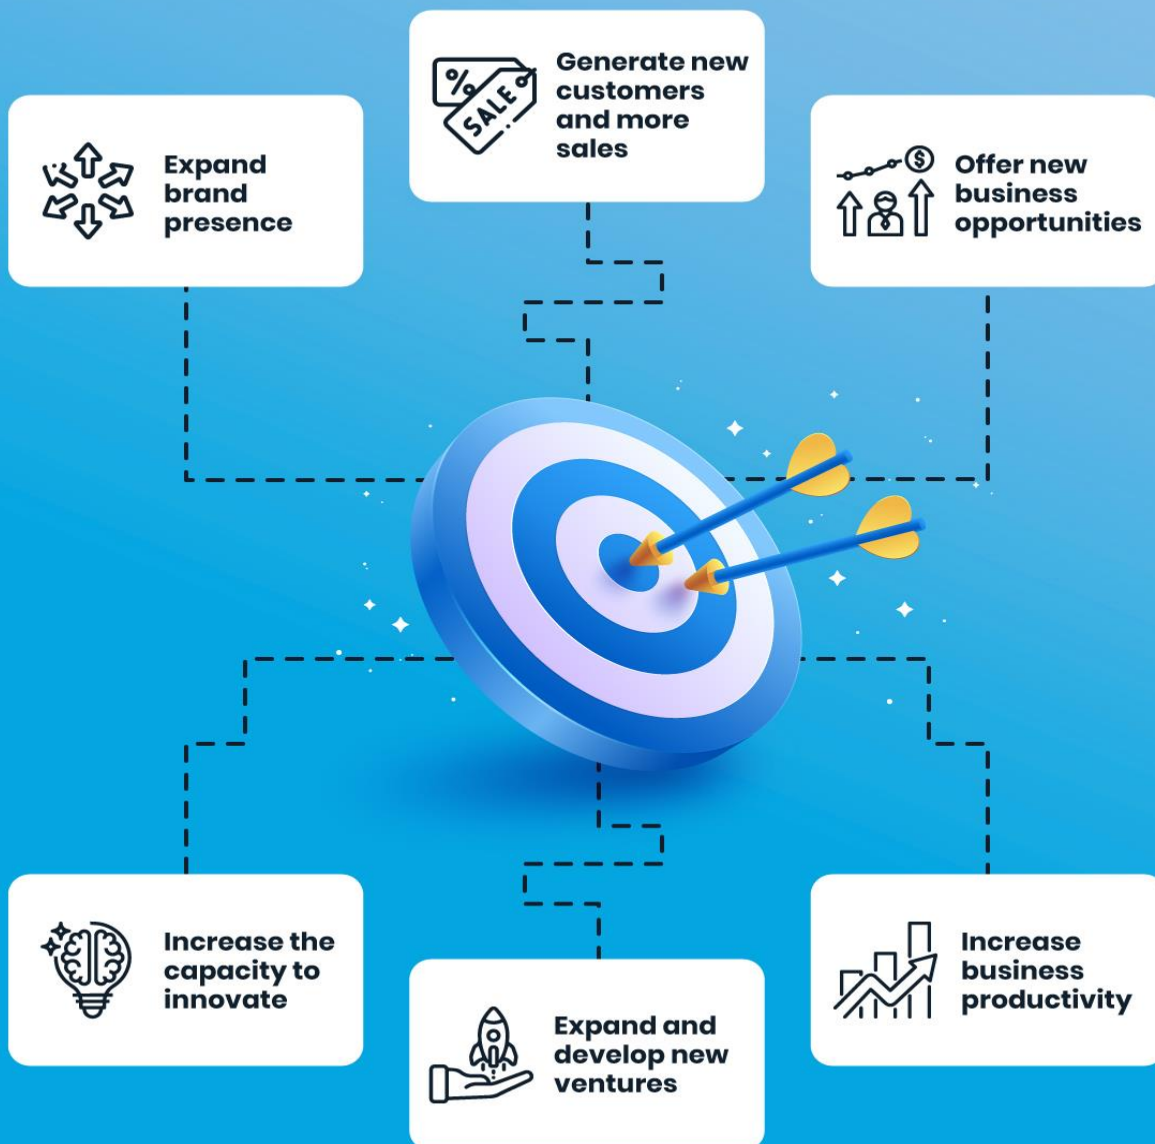 Generate new
customers
and more
sales
% SALE
Expand
brand
presence
$
Offer new
business
opportunities
Increase the
capacity to
innovate
Expand and
develop new
ventures
Increase
business
productivity